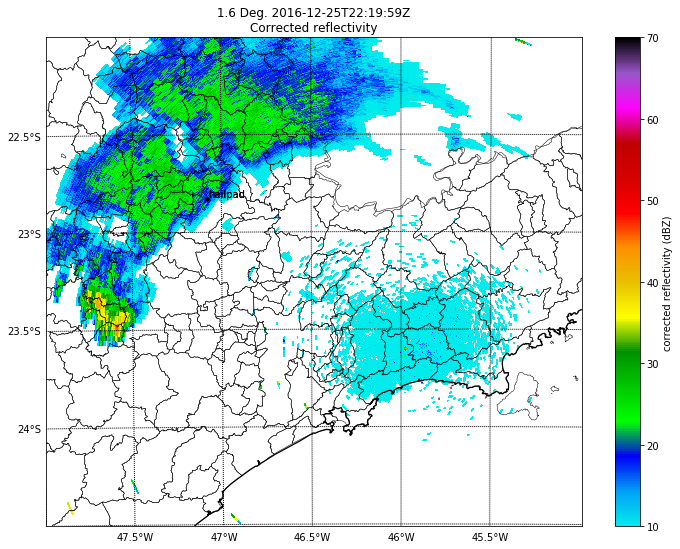 1.6 Deg. 2016-12-25T22:19:59Z
Corrected reflectivity
22.5°S
23°S
23.5°S
24°S
47.5°W
47°W
46.5°W
46°W
45.5°W
hailpad
70
60
50
40
30
20
10
corrected reflectivity (dBZ)